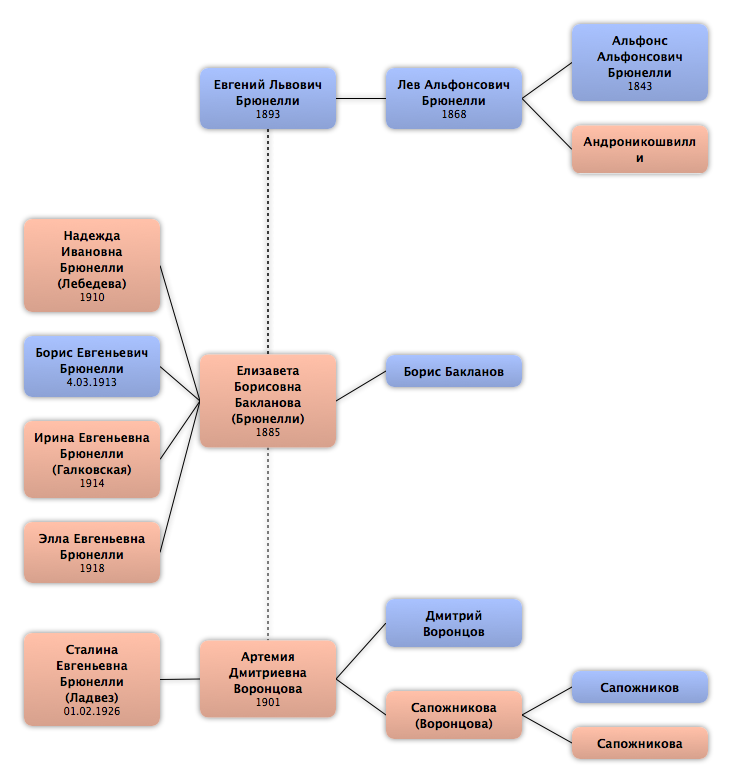 Альфонс
Альфонсович
Брюнелли
1843
Евгений Львович
Брюнелли
1893
Лев Альфонсович
Брюнелли
1868
Андроникошвилл
и
Надежда
Ивановна
Брюнелли
(Лебедева)
1910
Борис Евгеньевич
Брюнелли
4.03.1913
Елизавета
Борисовна
Бакланова
(Брюнелли)
1885
Борис Бакланов
Ирина Евгеньевна
Брюнелли
(Галковская)
1914
Элла Евгеньевна
Брюнелли
1918
Дмитрий
Воронцов
Сталина
Евгеньевна
Брюнелли
(Ладвез)
01.02.1926
Артемия
Дмитриевна
Воронцова
1901
Сапожникова
(Воронцова)
Сапожников
Сапожникова